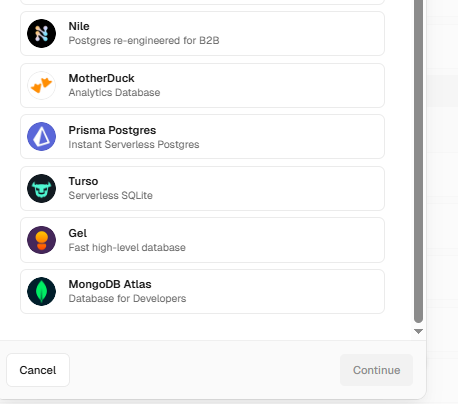 Nile
Postgres re-engineered for B2B
MotherDuck
Analytics Database
Prisma Postgres
Instant Serverless Postgres
Turso
Serverless SQLite
Gel
Fast high-level database
MongoDB Atlas
Database for Developers
Cancel
Continue